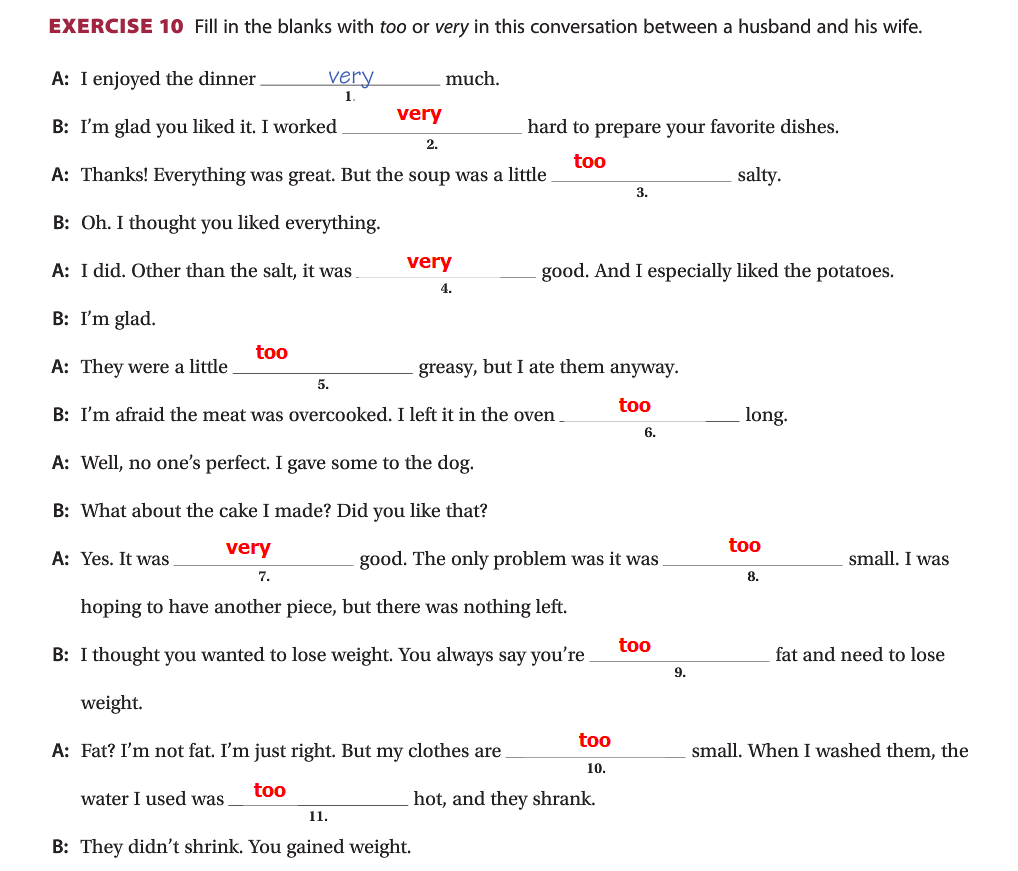 EXERCISE 10 Fill in the blanks with too or very in this conversation between a husband and his wife.
A: I enjoyed the dinner very much.
1.
B: I'm glad you liked it. I worked very hard to prepare your favorite dishes.
2.
A: Thanks! Everything was great. But the soup was a little too salty.
3.
B: Oh. I thought you liked everything.
A: I did. Other than the salt, it was very good. And I especially liked the potatoes.
4.
B: I'm glad.
A: They were a little too greasy, but I ate them anyway.
5.
B: I'm afraid the meat was overcooked. I left it in the oven too long.
6.
A: Well, no one's perfect. I gave some to the dog.
B: What about the cake I made? Did you like that?
A: Yes. It was very good. The only problem was it was too small. I was
7. 8.
hoping to have another piece, but there was nothing left.
B: I thought you wanted to lose weight. You always say you're too fat and need to lose
9.
weight.
A: Fat? I'm not fat. I'm just right. But my clothes are too small. When I washed them, the
10.
water I used was too hot, and they shrank.
11.
B: They didn't shrink. You gained weight.